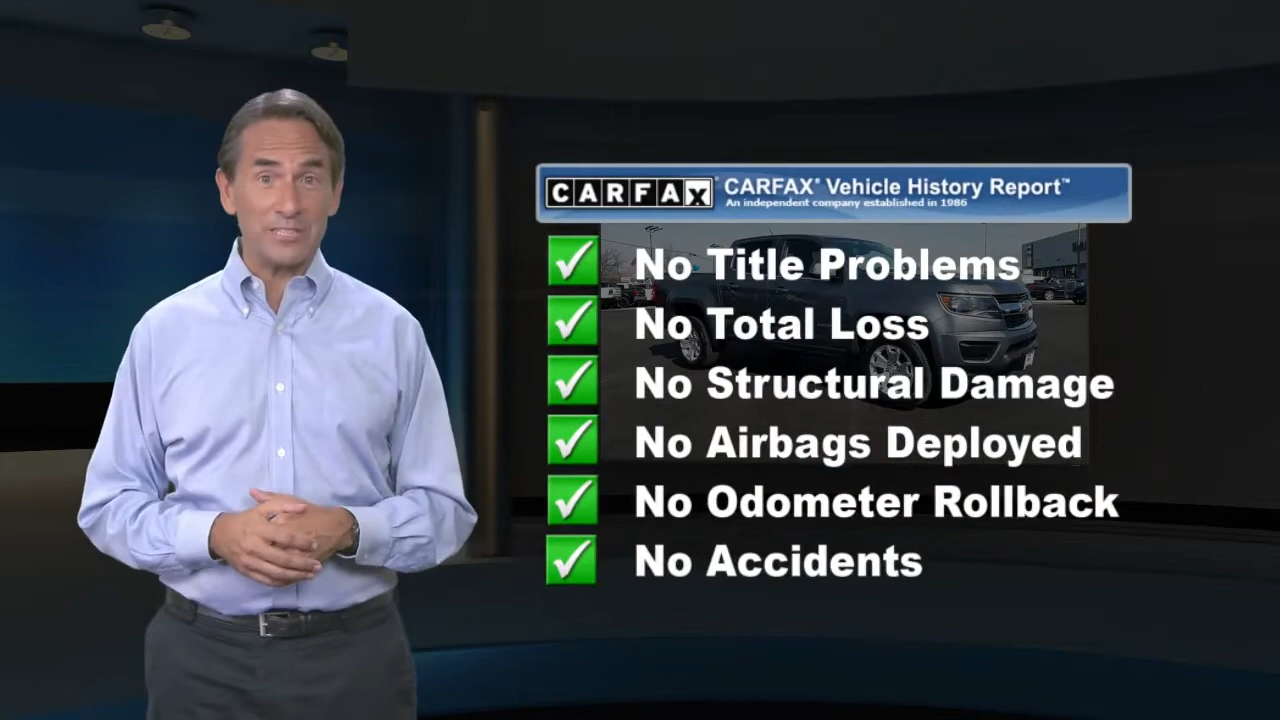 CARFAX
CARFAX® Vehicle History Report™
An independent company established in 1986
No Title Problems
No Total Loss
No Structural Damage
No Airbags Deployed
No Odometer Rollback
No Accidents